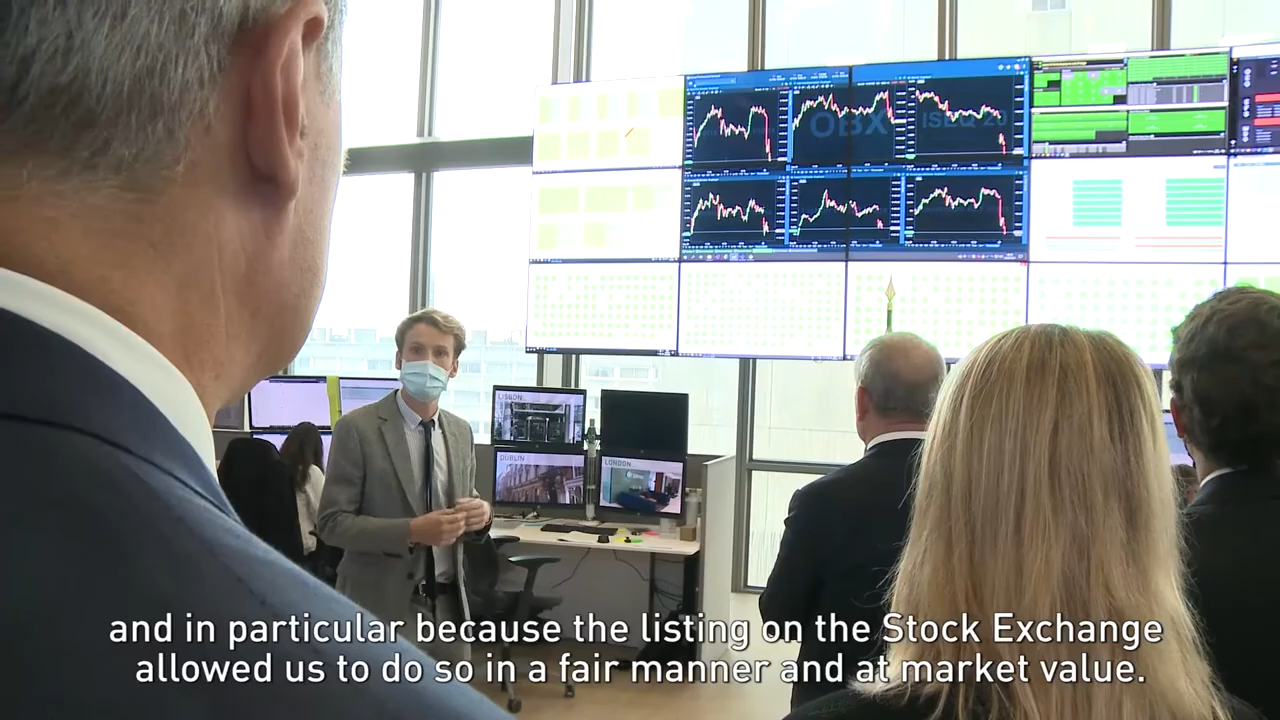 OBX
ISEQ 20
LISBON
DUBLIN
LONDON
and in particular because the listing on the Stock Exchange
allowed us to do so in a fair manner and at market value.